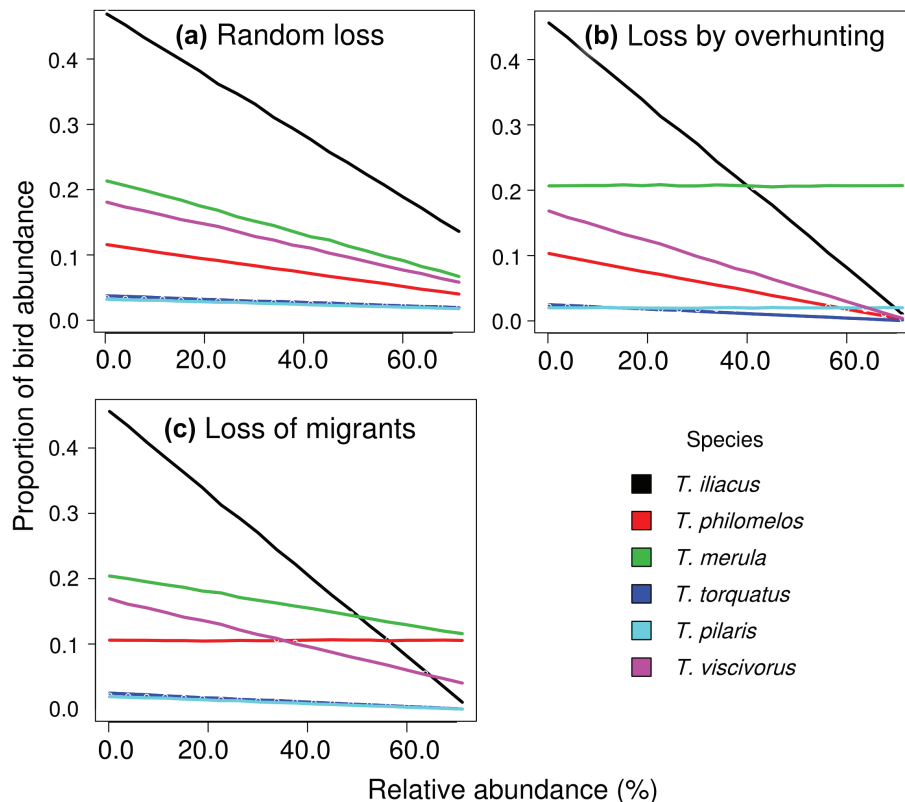 (a) Random loss
0.4
0.3
0.2
0.1
0.0
0.0 20.0 40.0 60.0
(b) Loss by overhunting
0.4
0.3
0.2
0.1
0.0
0.0 20.0 40.0 60.0
(c) Loss of migrants
0.4
0.3
0.2
0.1
0.0
0.0 20.0 40.0 60.0
Proportion of bird abundance
Relative abundance (%)
Species
T. iliacus
T. philomelos
T. merula
T. torquatus
T. pilaris
T. viscivorus